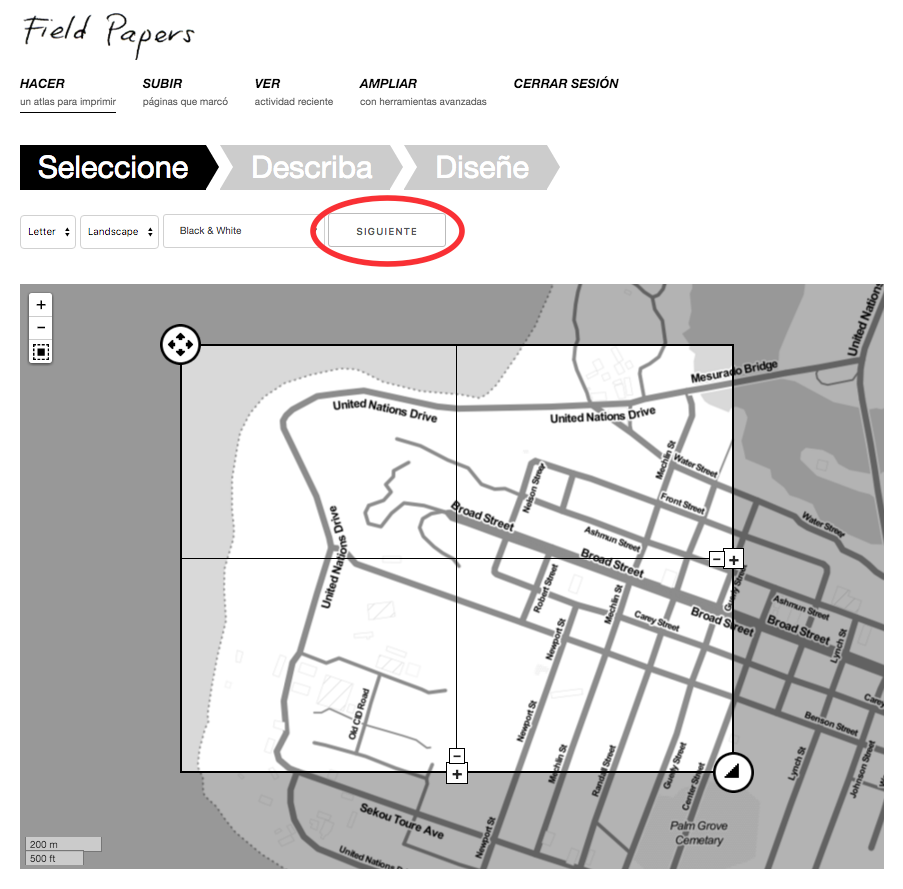 Field Papers
HACER SUBIR VER AMPLIAR CERRAR SESIÓN
un atlas para imprimir páginas que marcó actividad reciente con herramientas avanzadas
Seleccione Describa Diseñe
Letter Landscape Black & White SIGUIENTE
+
−
United Nations
Mesurado Bridge
United Nations Drive
United Nations Drive
Mechlin St
Water Street
Nelson Street
Front Street
Broad Street
Water Street
Ashmun Street
United Nations Drive
Broad Street
− +
Robert Street
Gurley Street
Mechlin St
Ashmun Street
Carey Street
Broad Street
Broad Street
Newport St
Lynch St
Old CID Road
Carey
Newport St
Benson Street
Mechlin St
Randall Street
Gurley Street
Center Street
Lynch St
Johnson Street
−
+
Sekou Toure Ave
Newport St
Palm Grove
Cemetary
200 m
500 ft
United Nations